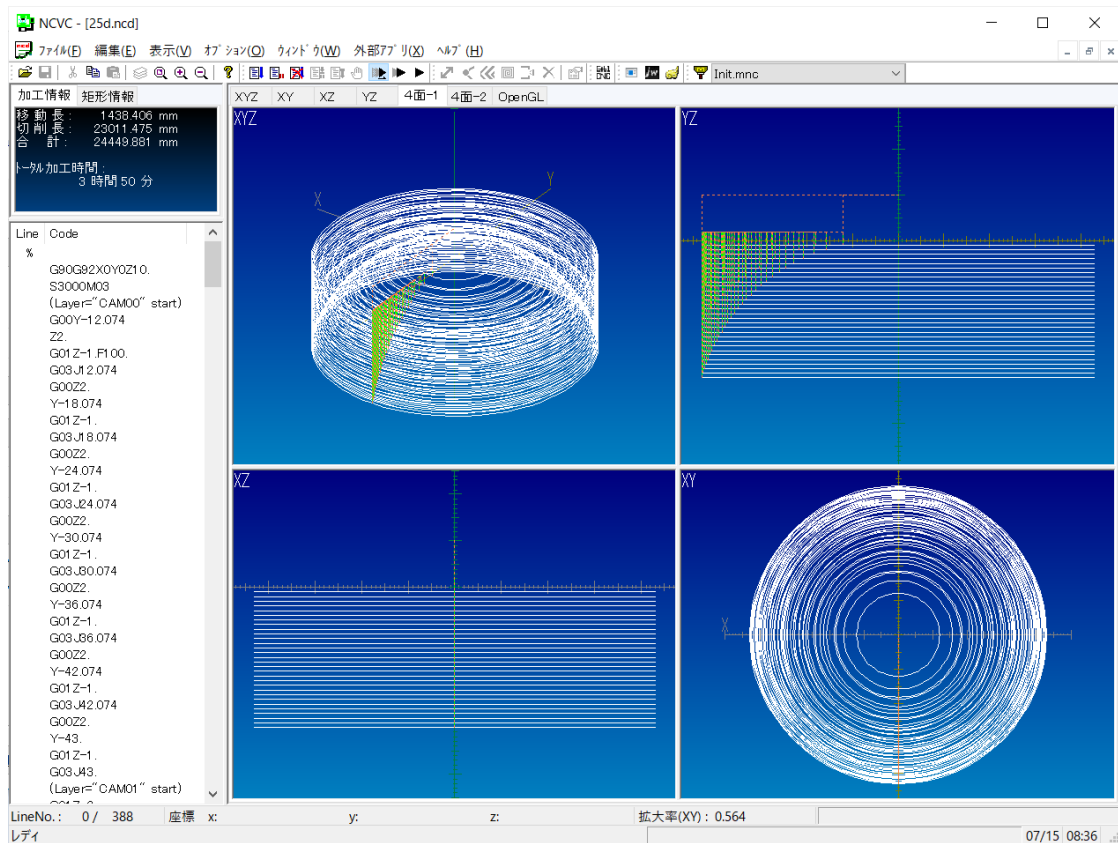 NCVC - [25d.ncd]
ﾌｧｲﾙ(F) 編集(E) 表示(V) ｵﾌﾟｼｮﾝ(O) ｳｨﾝﾄﾞｳ(W) 外部ｱﾌﾟﾘ(X) ﾍﾙﾌﾟ(H)
Init.mnc
加工情報 矩形情報
XYZ XY XZ YZ 4面-1 4面-2 OpenGL
移動長： 1438.406 mm
切削長： 23011.475 mm
合 計： 24449.881 mm
ﾄｰﾀﾙ加工時間：
3 時間 50 分
Line Code
%
G90G92X0Y0Z10.
S3000M03
(Layer="CAM00" start)
G00Y-12.074
Z2.
G01Z-1.F100.
G03J12.074
G00Z2.
Y-18.074
G01Z-1.
G03J18.074
G00Z2.
Y-24.074
G01Z-1.
G03J24.074
G00Z2.
Y-30.074
G01Z-1.
G03J30.074
G00Z2.
Y-36.074
G01Z-1.
G03J36.074
G00Z2.
Y-42.074
G01Z-1.
G03J42.074
G00Z2.
Y-43.
G01Z-1.
G03J43.
(Layer="CAM01" start)
XYZ
X
Y
YZ
XZ
XY
X
LineNo.: 0 / 388 座標 x: y: z: 拡大率(XY) : 0.564
レディ
07/15 08:36